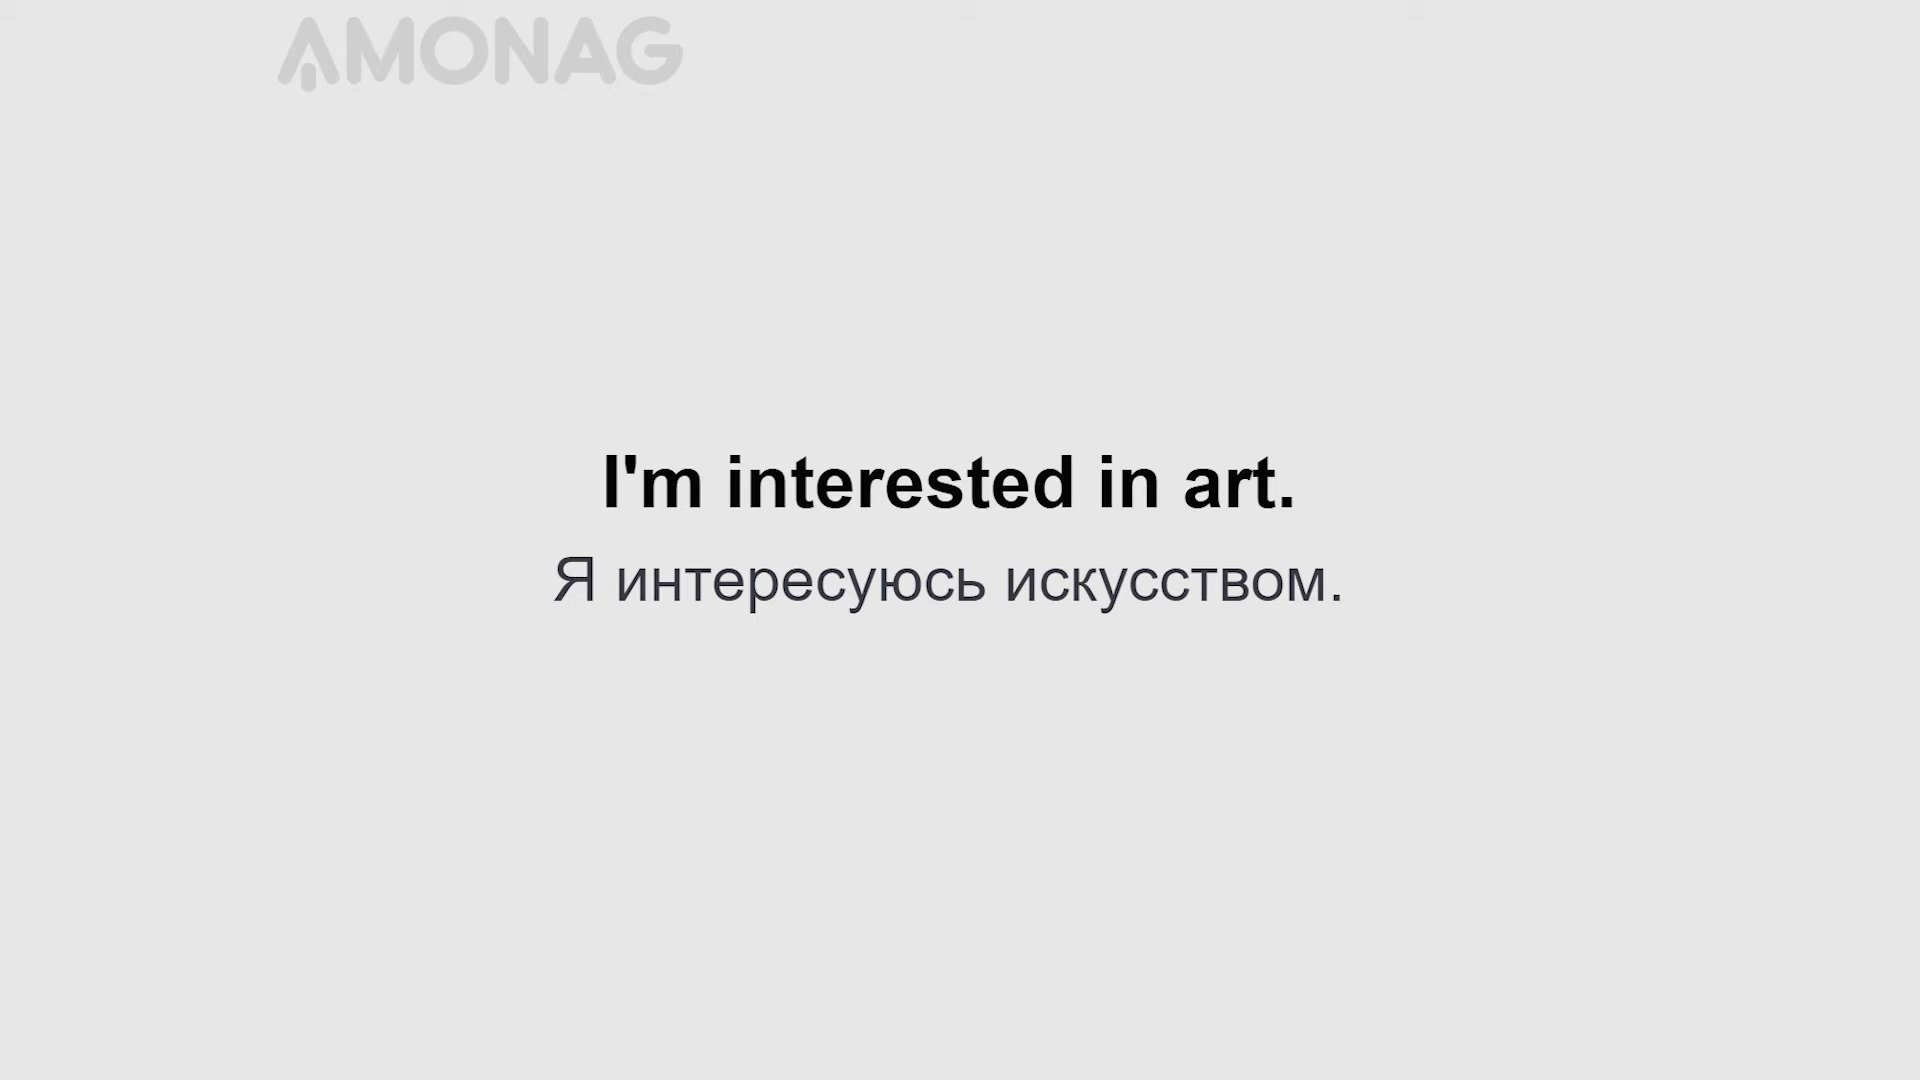 AMONAG
I'm interested in art.
Я интересуюсь искусством.